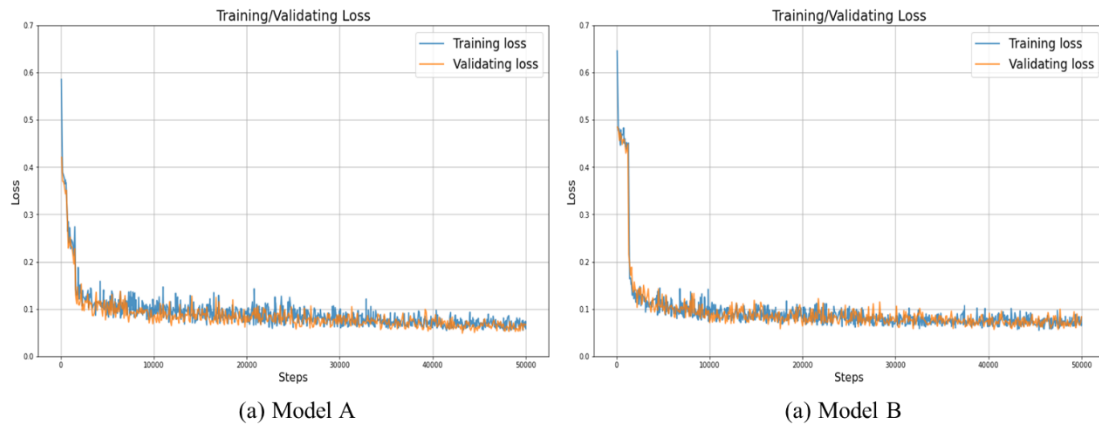 Training/Validating Loss
Training loss
Validating loss
0.7
0.6
0.5
0.4
0.3
0.2
0.1
0.0
Loss
0
10000
20000
30000
40000
50000
Steps
(a) Model A
Training/Validating Loss
Training loss
Validating loss
0.7
0.6
0.5
0.4
0.3
0.2
0.1
0.0
Loss
0
10000
20000
30000
40000
50000
Steps
(a) Model B